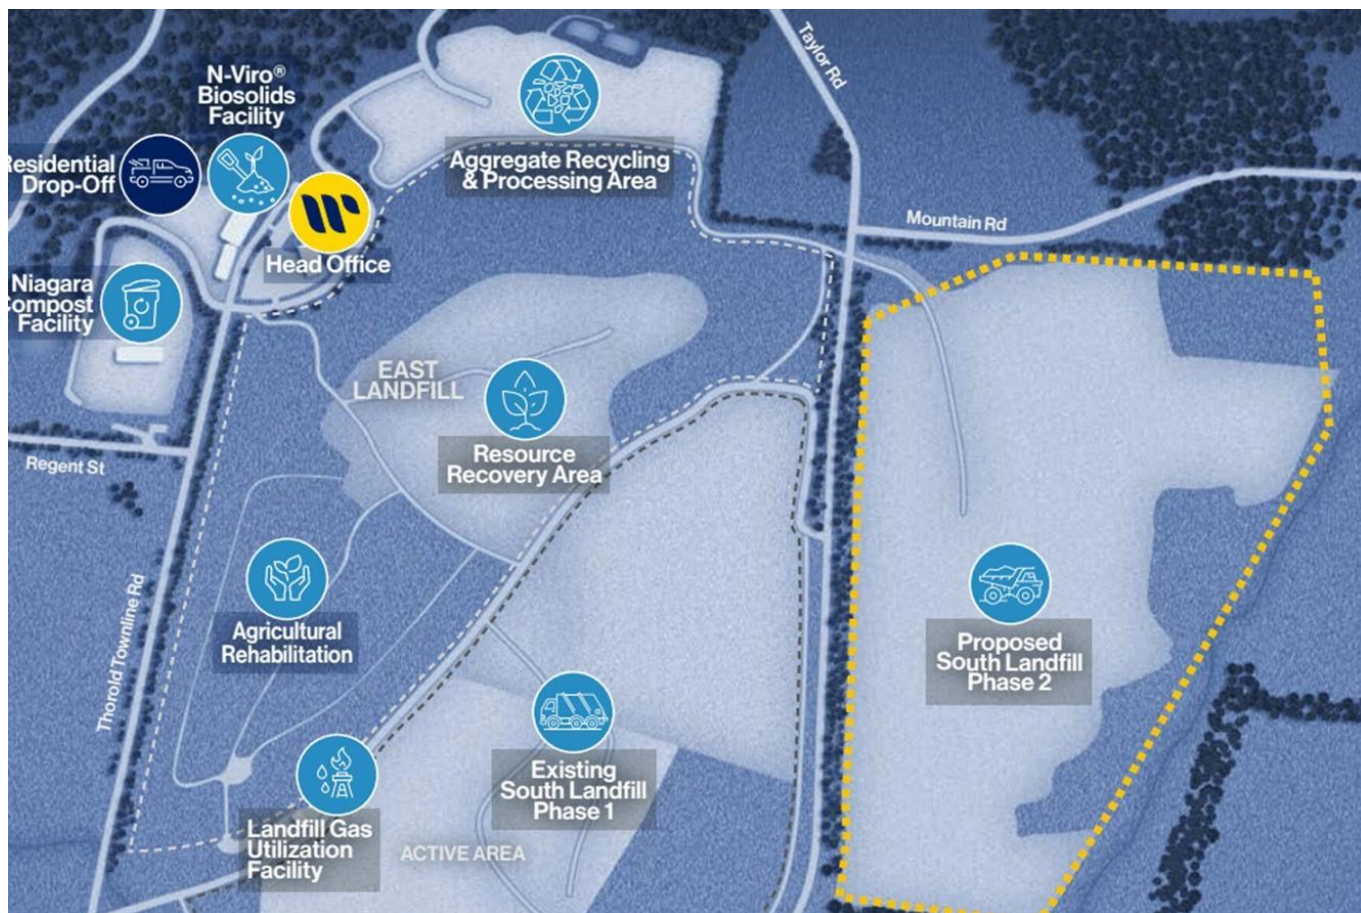 N-Viro®
Biosolids
Facility
Residential
Drop-Off
Head Office
Niagara
Compost
Facility
Aggregate Recycling
& Processing Area
Taylor Rd
Mountain Rd
EAST
LANDFILL
Resource
Recovery Area
Regent St
Thorold Townline Rd
Agricultural
Rehabilitation
Proposed
South Landfill
Phase 2
Existing
South Landfill
Phase 1
Landfill Gas
Utilization
Facility
ACTIVE AREA